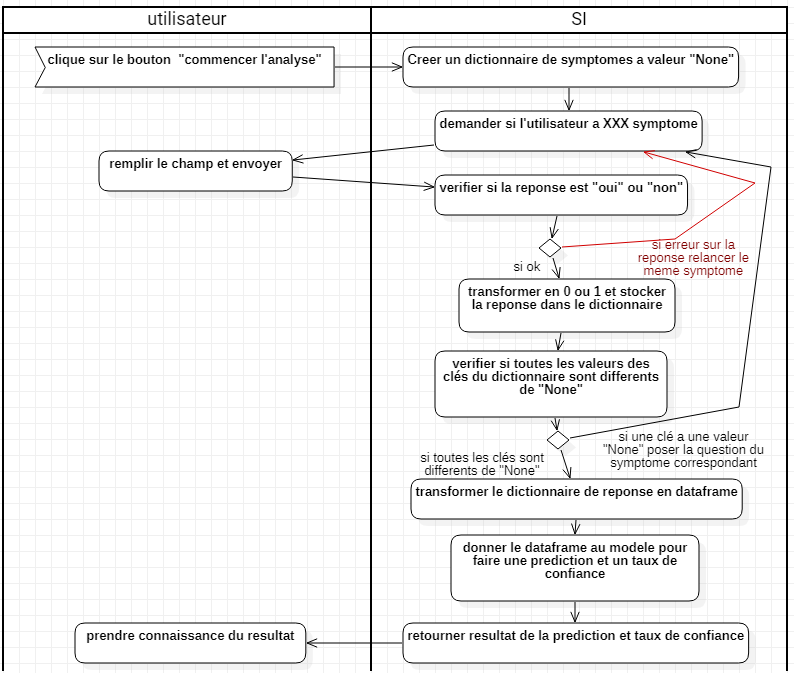 utilisateur
SI
clique sur le bouton  "commencer l'analyse"
Creer un dictionnaire de symptomes a valeur "None"
demander si l'utilisateur a XXX symptome
remplir le champ et envoyer
verifier si la reponse est "oui" ou "non"
si erreur sur la
reponse relancer le
meme symptome
si ok
transformer en 0 ou 1 et stocker
la reponse dans le dictionnaire
verifier si toutes les valeurs des
clés du dictionnaire sont differents
de "None"
si une clé a une valeur
"None" poser la question du
symptome correspondant
si toutes les clés sont
differents de "None"
transformer le dictionnaire de reponse en dataframe
donner le dataframe au modele pour
faire une prediction et un taux de
confiance
prendre connaissance du resultat
retourner resultat de la prediction et taux de confiance